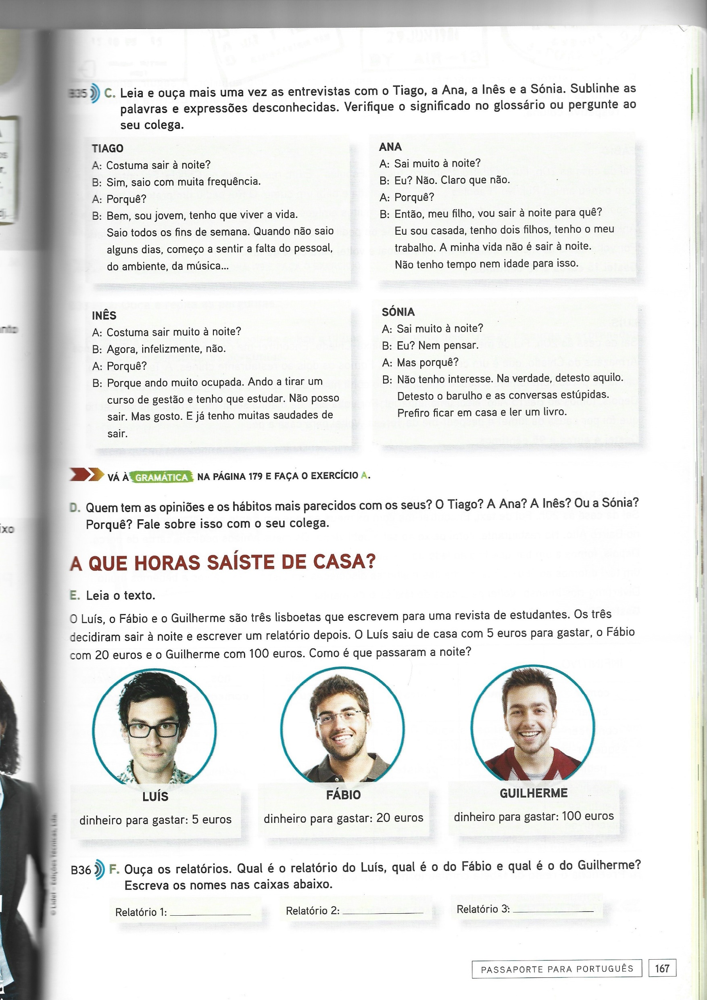 B35 C. Leia e ouça mais uma vez as entrevistas com o Tiago, a Ana, a Inês e a Sónia. Sublinhe as
palavras e expressões desconhecidas. Verifique o significado no glossário ou pergunte ao
seu colega.
TIAGO
A: Costuma sair à noite?
B: Sim, saio com muita frequência.
A: Porquê?
B: Bem, sou jovem, tenho que viver a vida.
Saio todos os fins de semana. Quando não saio
alguns dias, começo a sentir a falta do pessoal,
do ambiente, da música...
ANA
A: Sai muito à noite?
B: Eu? Não. Claro que não.
A: Porquê?
B: Então, meu filho, vou sair à noite para quê?
Eu sou casada, tenho dois filhos, tenho o meu
trabalho. A minha vida não é sair à noite.
Não tenho tempo nem idade para isso.
INÊS
A: Costuma sair muito à noite?
B: Agora, infelizmente, não.
A: Porquê?
B: Porque ando muito ocupada. Ando a tirar um
curso de gestão e tenho que estudar. Não posso
sair. Mas gosto. E já tenho muitas saudades de
sair.
SÓNIA
A: Sai muito à noite?
B: Eu? Nem pensar.
A: Mas porquê?
B: Não tenho interesse. Na verdade, detesto aquilo.
Detesto o barulho e as conversas estúpidas.
Prefiro ficar em casa e ler um livro.
VÁ À GRAMÁTICA NA PÁGINA 179 E FAÇA O EXERCÍCIO A.
D. Quem tem as opiniões e os hábitos mais parecidos com os seus? O Tiago? A Ana? A Inês? Ou a Sónia?
Porquê? Fale sobre isso com o seu colega.
A QUE HORAS SAÍSTE DE CASA?
E. Leia o texto.
O Luís, o Fábio e o Guilherme são três lisboetas que escrevem para uma revista de estudantes. Os três
decidiram sair à noite e escrever um relatório depois. O Luís saiu de casa com 5 euros para gastar, o Fábio
com 20 euros e o Guilherme com 100 euros. Como é que passaram a noite?
LUÍS
dinheiro para gastar: 5 euros
FÁBIO
dinheiro para gastar: 20 euros
GUILHERME
dinheiro para gastar: 100 euros
B36 F. Ouça os relatórios. Qual é o relatório do Luís, qual é o do Fábio e qual é o do Guilherme?
Escreva os nomes nas caixas abaixo.
Relatório 1:
Relatório 2:
Relatório 3:
© Lidel – Edições Técnicas, Lda.
PASSAPORTE PARA PORTUGUÊS
167